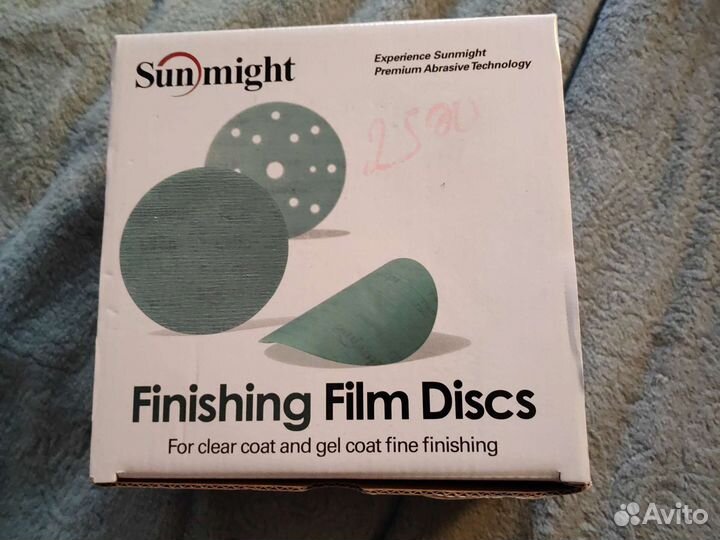 Sunmight
Experience Sunmight
Premium Abrasive Technology
2500
Finishing Film Discs
For clear coat and gel coat fine finishing
Avito